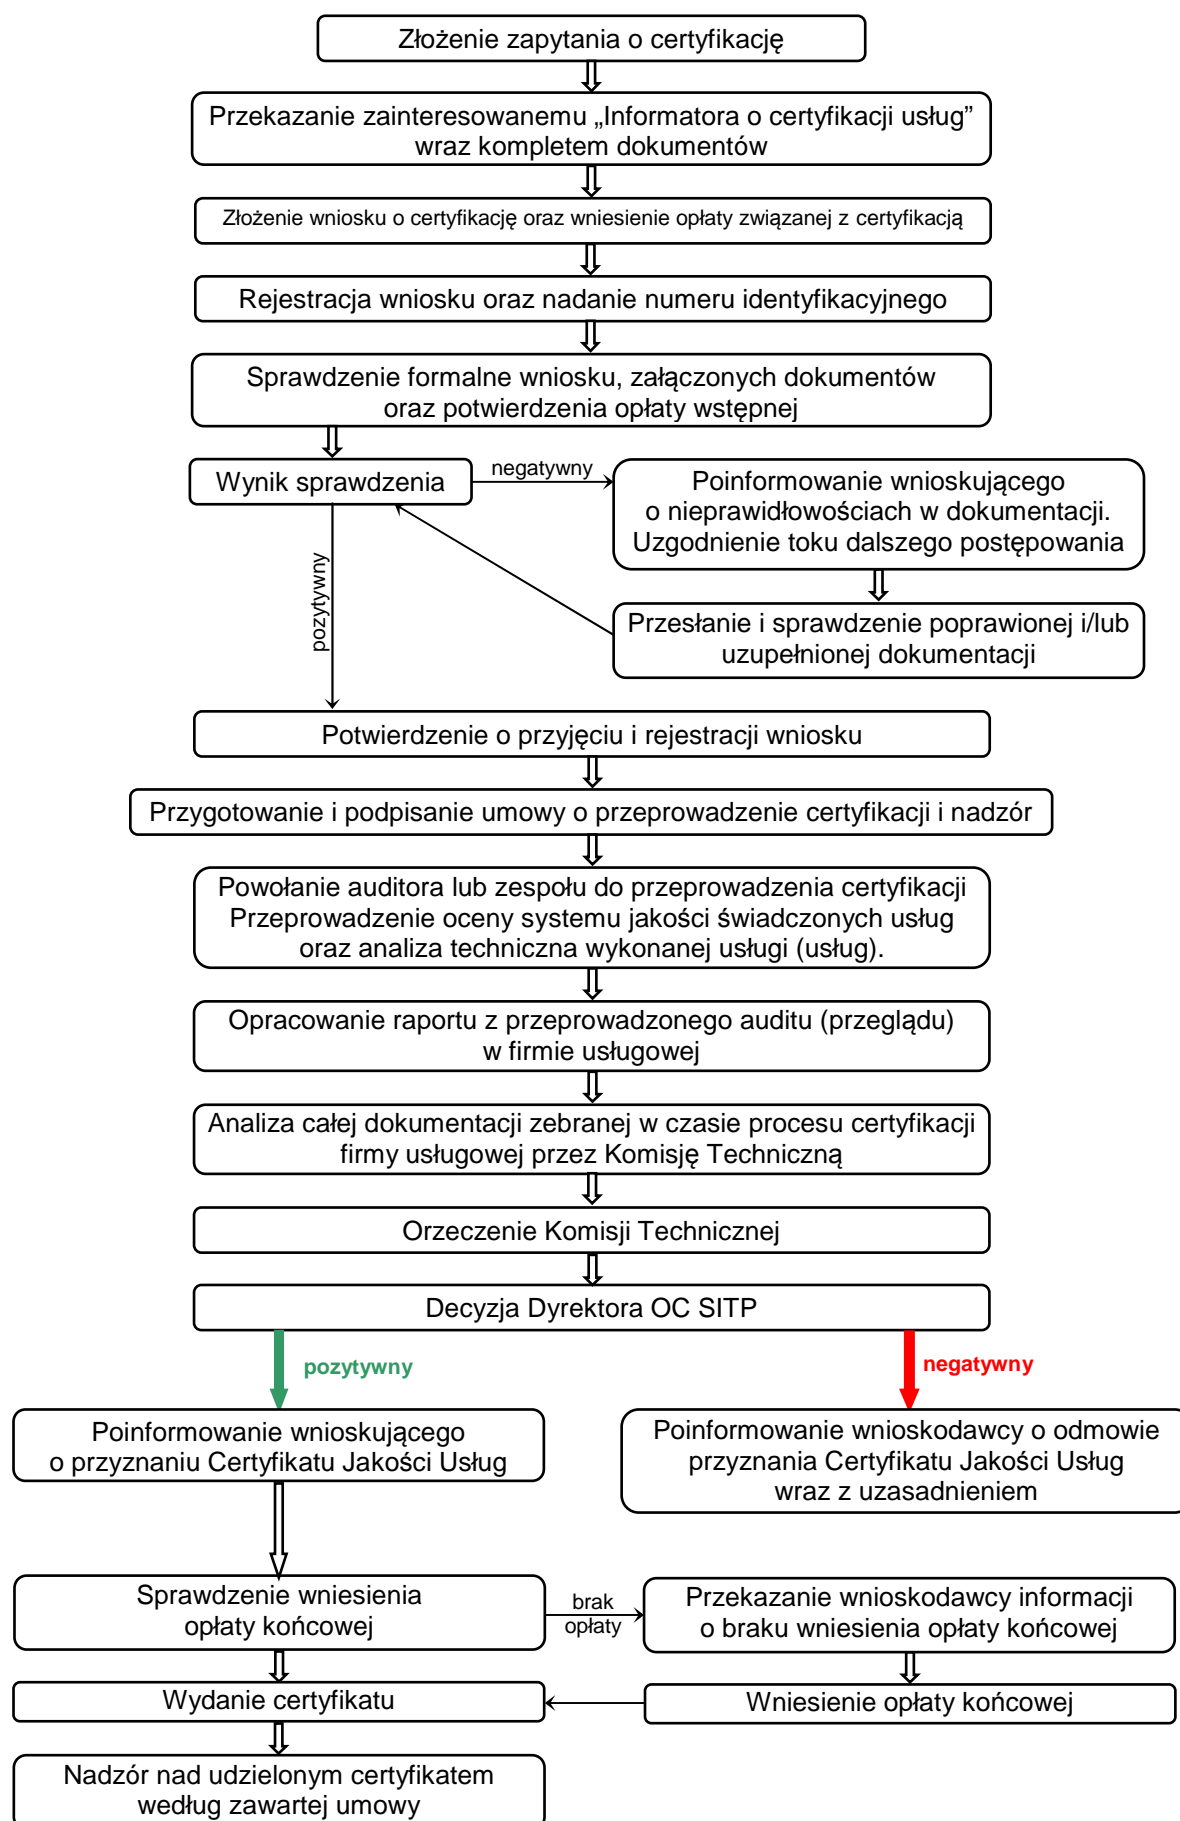 Złożenie zapytania o certyfikację
Przekazanie zainteresowanemu „Informatora o certyfikacji usług”
wraz kompletem dokumentów
Złożenie wniosku o certyfikację oraz wniesienie opłaty związanej z certyfikacją
Rejestracja wniosku oraz nadanie numeru identyfikacyjnego
Sprawdzenie formalne wniosku, załączonych dokumentów
oraz potwierdzenia opłaty wstępnej
Wynik sprawdzenia
negatywny
Poinformowanie wnioskującego
o nieprawidłowościach w dokumentacji.
Uzgodnienie toku dalszego postępowania
pozytywny
Przesłanie i sprawdzenie poprawionej i/lub
uzupełnionej dokumentacji
Potwierdzenie o przyjęciu i rejestracji wniosku
Przygotowanie i podpisanie umowy o przeprowadzenie certyfikacji i nadzór
Powołanie auditora lub zespołu do przeprowadzenia certyfikacji
Przeprowadzenie oceny systemu jakości świadczonych usług
oraz analiza techniczna wykonanej usługi (usług).
Opracowanie raportu z przeprowadzonego auditu (przeglądu)
w firmie usługowej
Analiza całej dokumentacji zebranej w czasie procesu certyfikacji
firmy usługowej przez Komisję Techniczną
Orzeczenie Komisji Technicznej
Decyzja Dyrektora OC SITP
pozytywny
negatywny
Poinformowanie wnioskującego
o przyznaniu Certyfikatu Jakości Usług
Poinformowanie wnioskodawcy o odmowie
przyznania Certyfikatu Jakości Usług
wraz z uzasadnieniem
Sprawdzenie wniesienia
opłaty końcowej
brak
opłaty
Przekazanie wnioskodawcy informacji
o braku wniesienia opłaty końcowej
Wydanie certyfikatu
Wniesienie opłaty końcowej
Nadzór nad udzielonym certyfikatem
według zawartej umowy